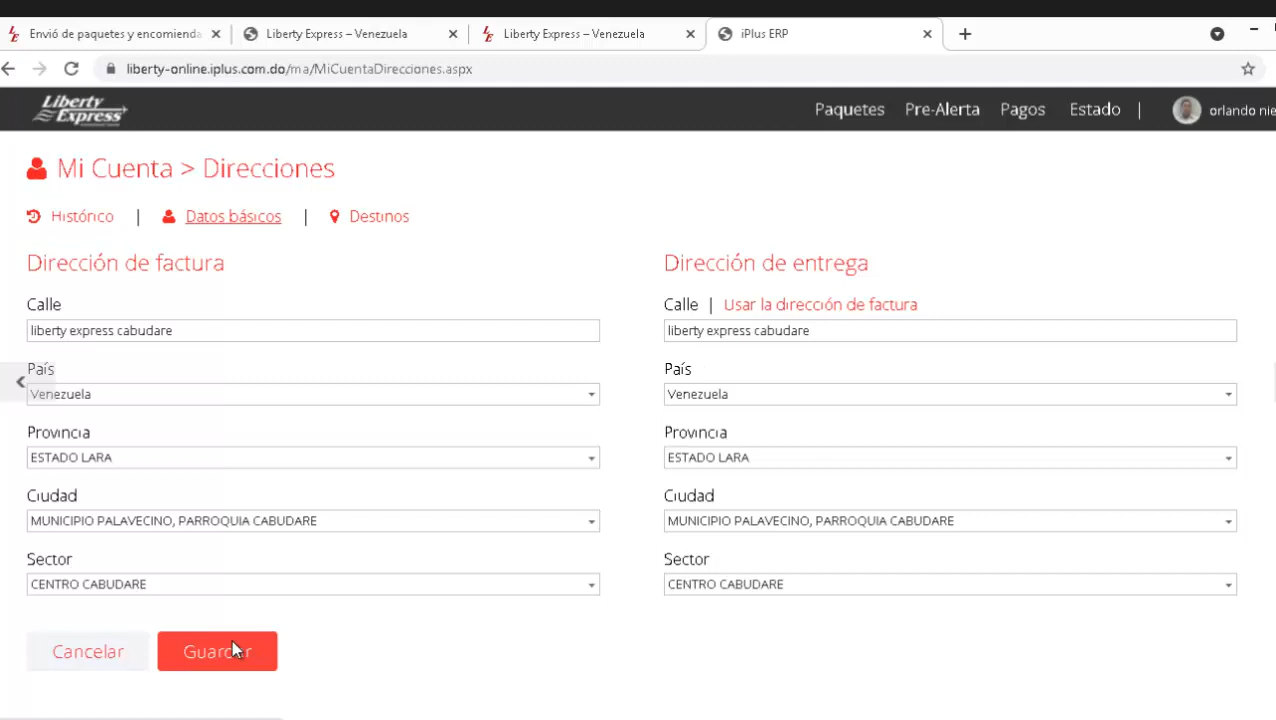 Envió de paquetes y encomienda
Liberty Express – Venezuela
Liberty Express – Venezuela
iPlus ERP
liberty-online.iplus.com.do/ma/MiCuentaDirecciones.aspx
Liberty Express
Paquetes
Pre-Alerta
Pagos
Estado |
orlando nie
Mi Cuenta > Direcciones
Histórico | Datos básicos | Destinos
Dirección de factura
Calle
liberty express cabudare
País
Venezuela
Provincia
ESTADO LARA
Ciudad
MUNICIPIO PALAVECINO, PARROQUIA CABUDARE
Sector
CENTRO CABUDARE
Dirección de entrega
Calle | Usar la dirección de factura
liberty express cabudare
País
Venezuela
Provincia
ESTADO LARA
Ciudad
MUNICIPIO PALAVECINO, PARROQUIA CABUDARE
Sector
CENTRO CABUDARE
Cancelar
Guardar